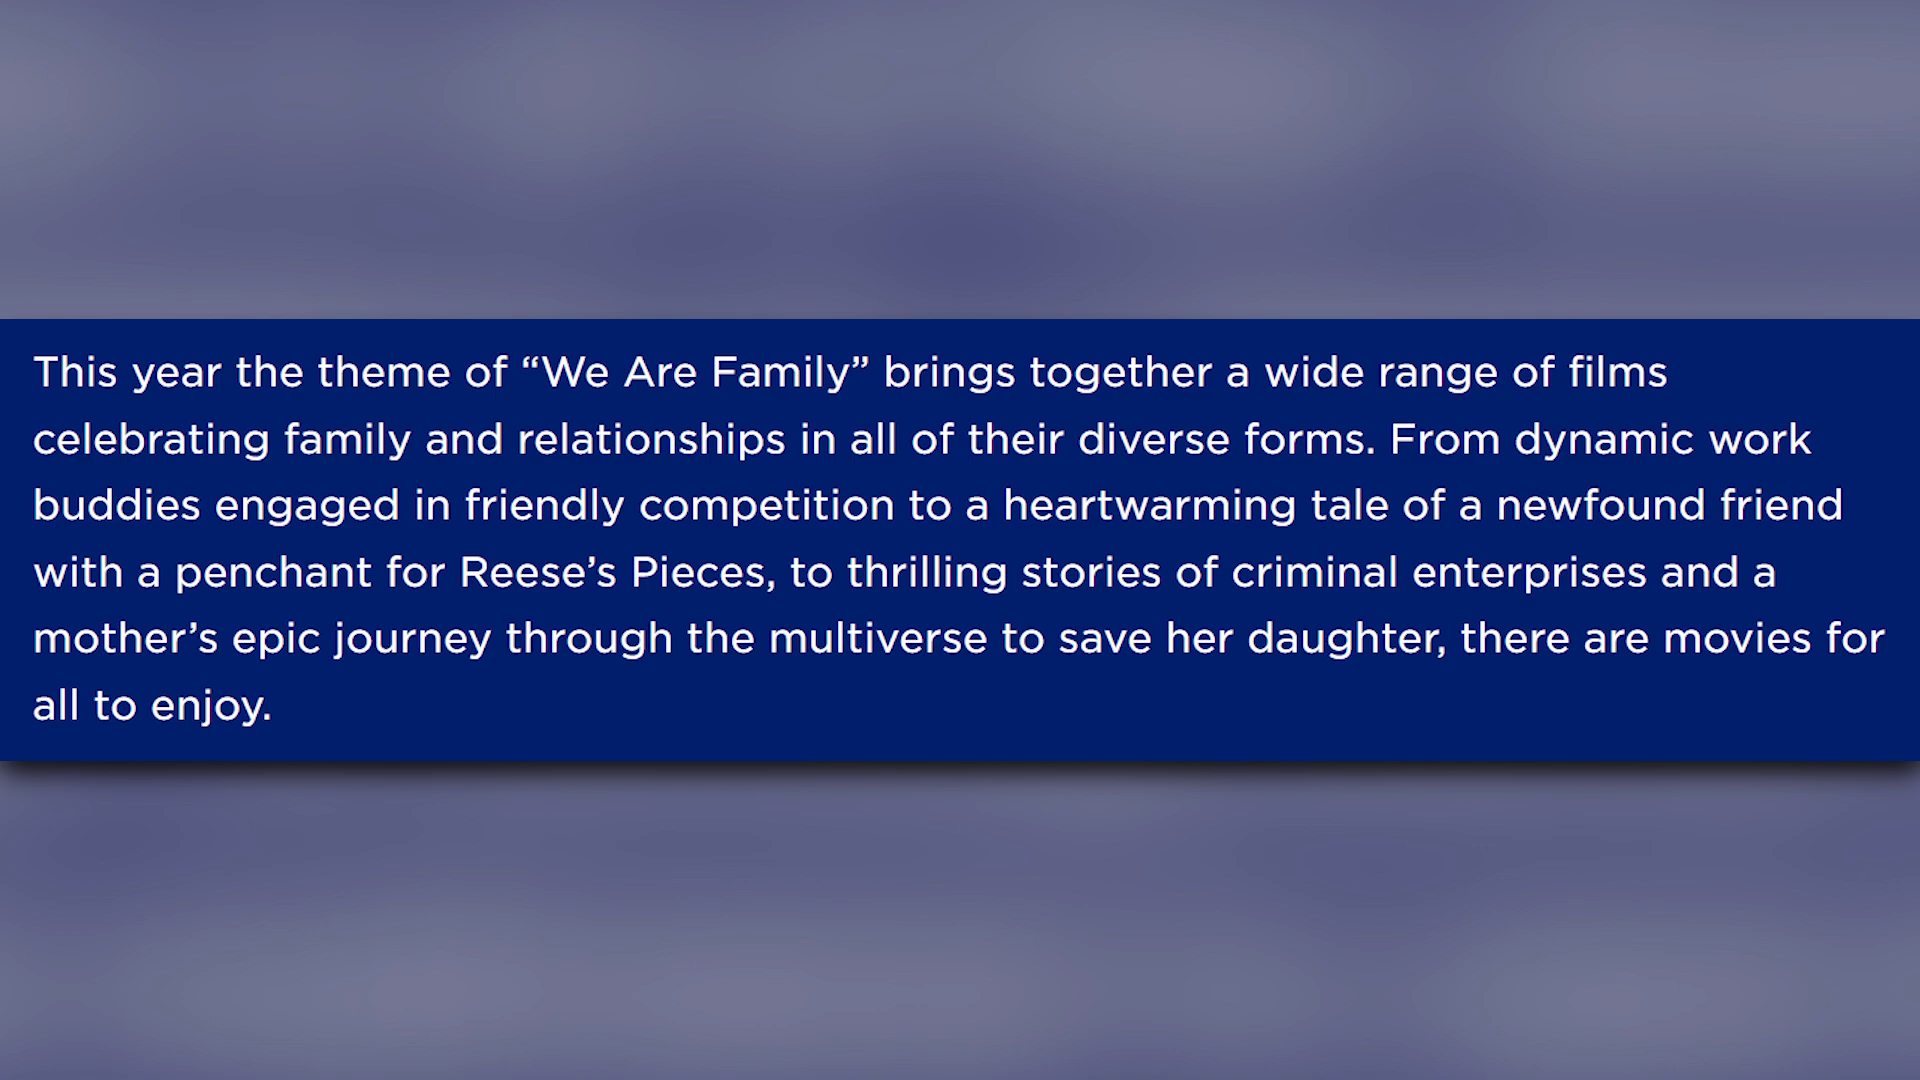 This year the theme of “We Are Family” brings together a wide range of films
celebrating family and relationships in all of their diverse forms. From dynamic work
buddies engaged in friendly competition to a heartwarming tale of a newfound friend
with a penchant for Reese’s Pieces, to thrilling stories of criminal enterprises and a
mother’s epic journey through the multiverse to save her daughter, there are movies for
all to enjoy.